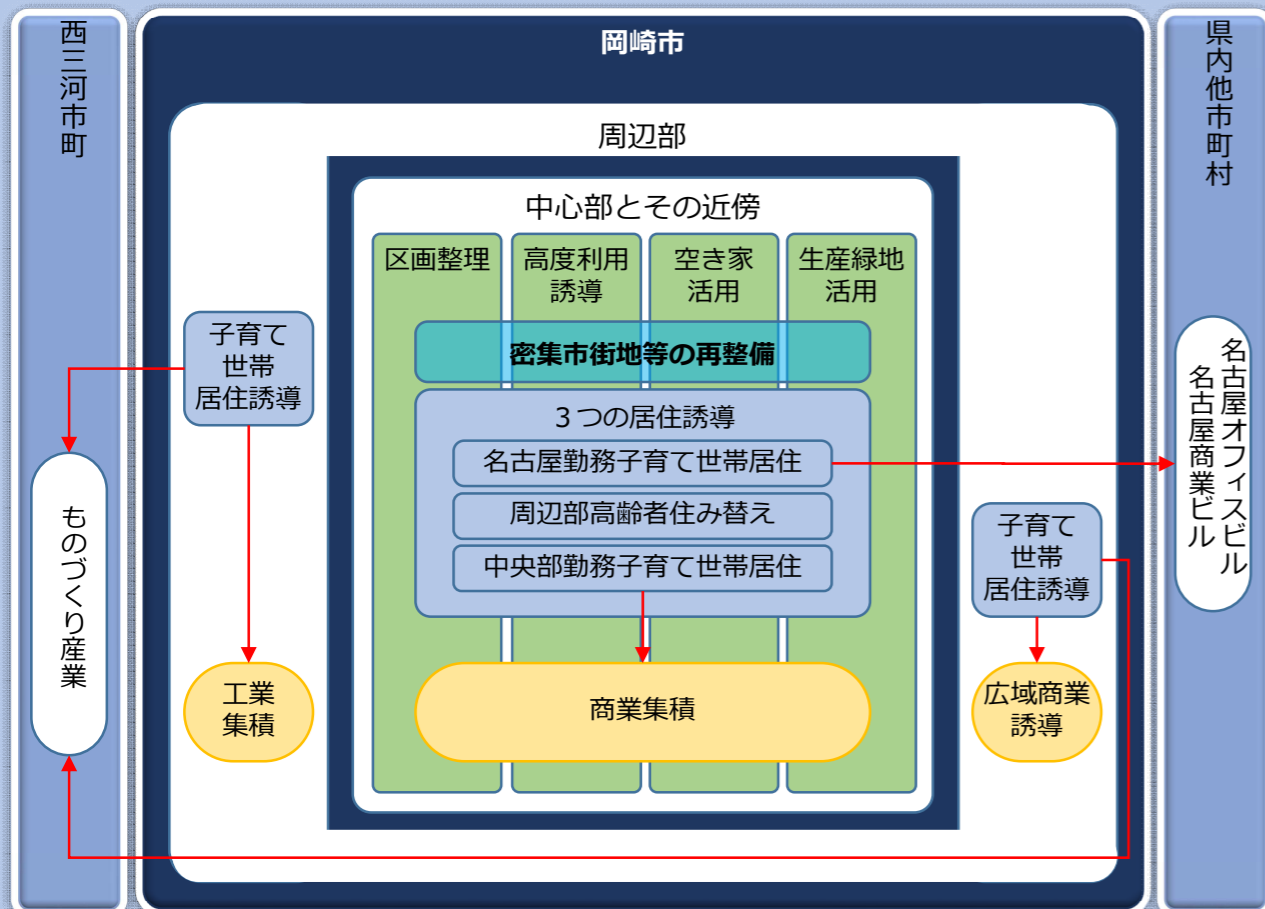 岡崎市
西三河市町
県内他市町村
周辺部
中心部とその近傍
区画整理
高度利用
誘導
空き家
活用
生産緑地
活用
密集市街地等の再整備
3つの居住誘導
名古屋勤務子育て世帯居住
周辺部高齢者住み替え
中央部勤務子育て世帯居住
商業集積
子育て
世帯
居住誘導
工業
集積
ものづくり産業
子育て
世帯
居住誘導
広域商業
誘導
名古屋オフィスビル
名古屋商業ビル